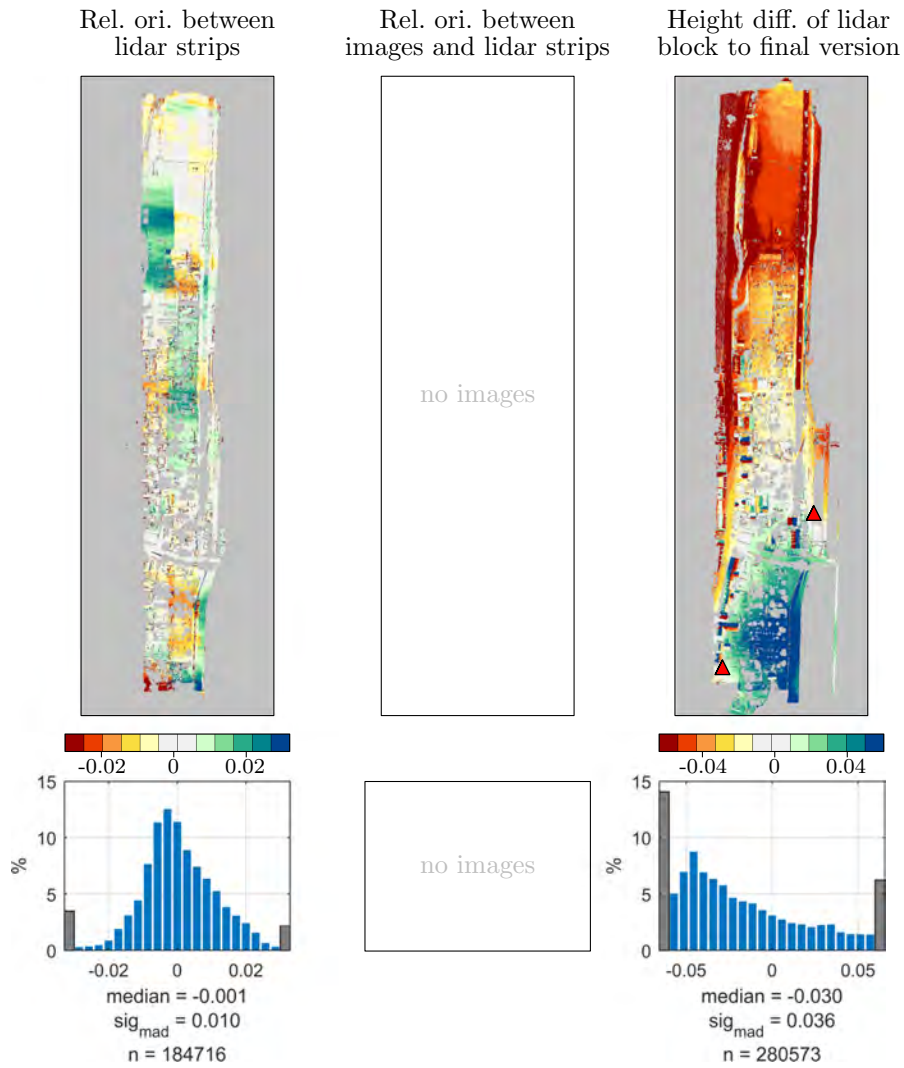 Rel. ori. between
lidar strips
Rel. ori. between
images and lidar strips
Height diff. of lidar
block to final version
no images
-0.02 0 0.02
-0.04 0 0.04
15
10
5
0
%
-0.02 0 0.02
median = -0.001
sig_mad = 0.010
n = 184716
no images
15
10
5
0
%
-0.05 0 0.05
median = -0.030
sig_mad = 0.036
n = 280573